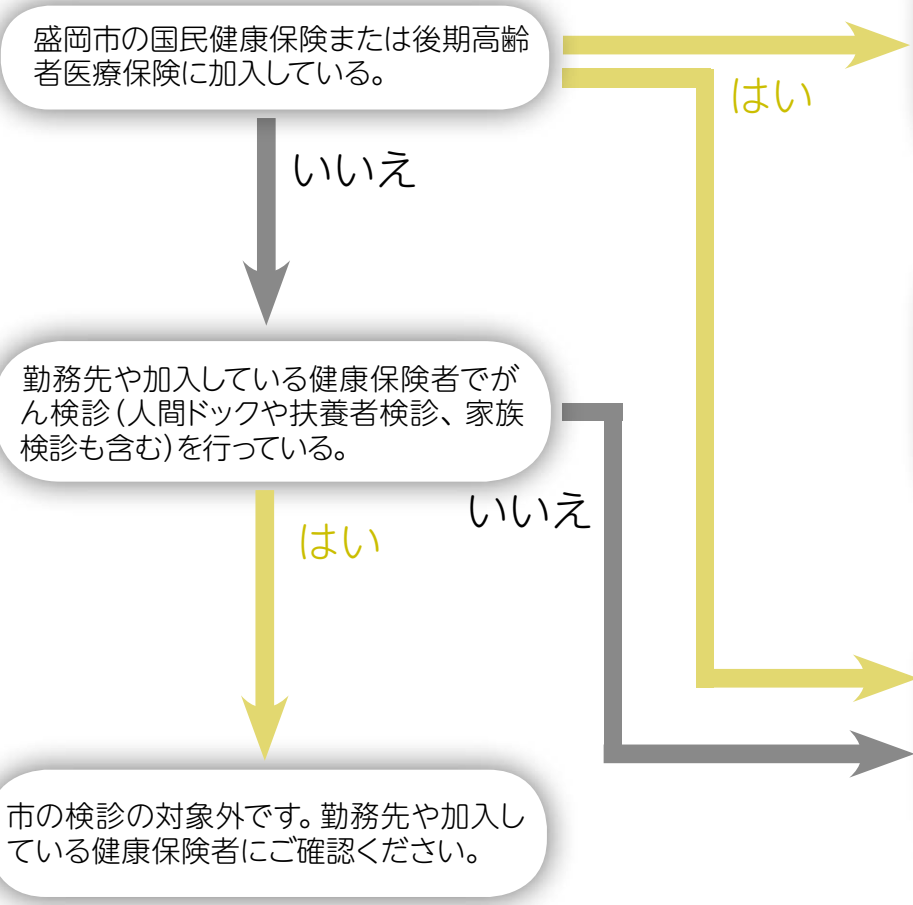 盛岡市の国民健康保険または後期高齢
者医療保険に加入している。
はい
いいえ
勤務先や加入している健康保険者でが
ん検診（人間ドックや扶養者検診、家族
検診も含む）を行っている。
いいえ
はい
市の検診の対象外です。勤務先や加入し
ている健康保険者にご確認ください。